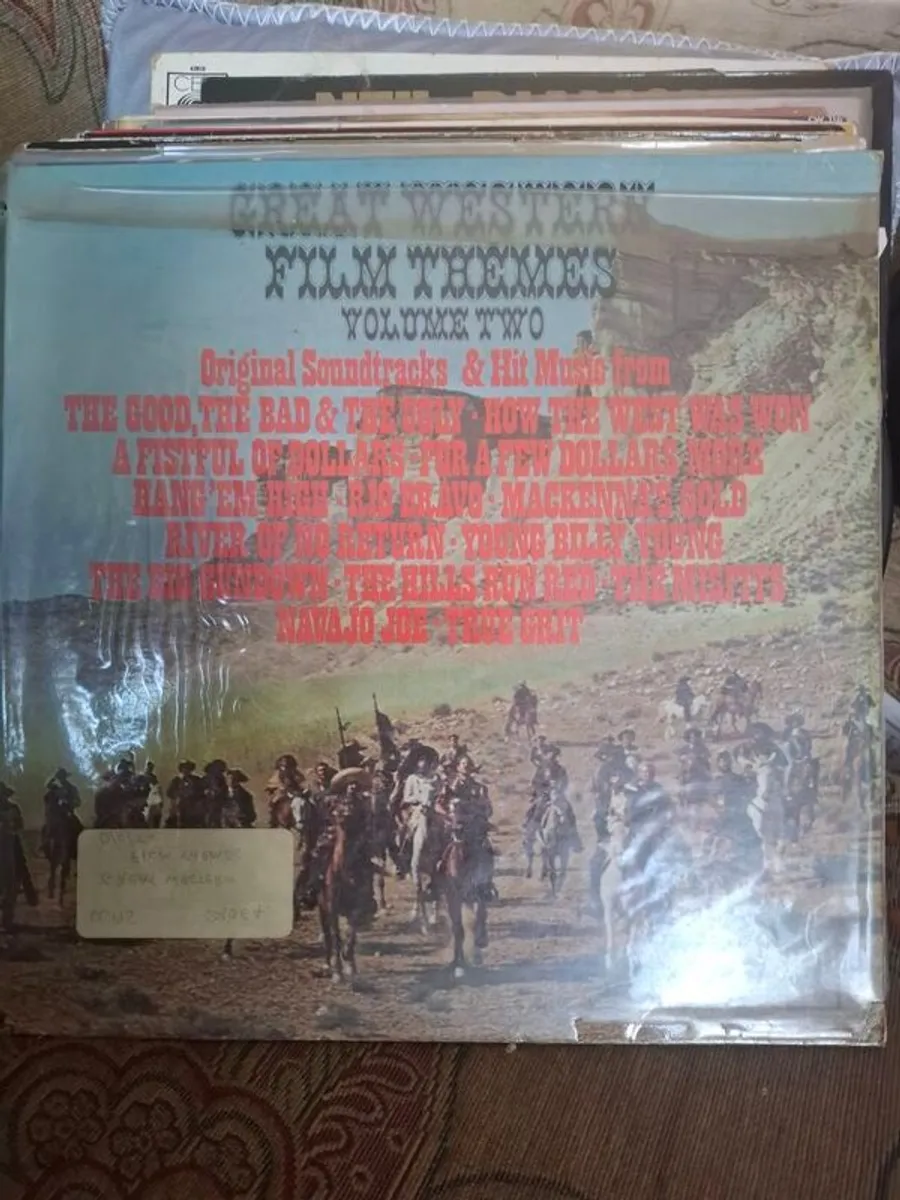 GREAT WESTERN
FILM THEMES
VOLUME TWO
Original Soundtracks & Hit Music from
THE GOOD, THE BAD & THE UGLY · HOW THE WEST WAS WON
A FISTFUL OF DOLLARS · FOR A FEW DOLLARS MORE
HANG 'EM HIGH · RIO BRAVO · MACKENNA'S GOLD
RIVER OF NO RETURN · YOUNG BILLY YOUNG
THE BIG GUNDOWN · THE HILLS RUN RED · THE MISFITS
NAVAJO JOE · TRUE GRIT